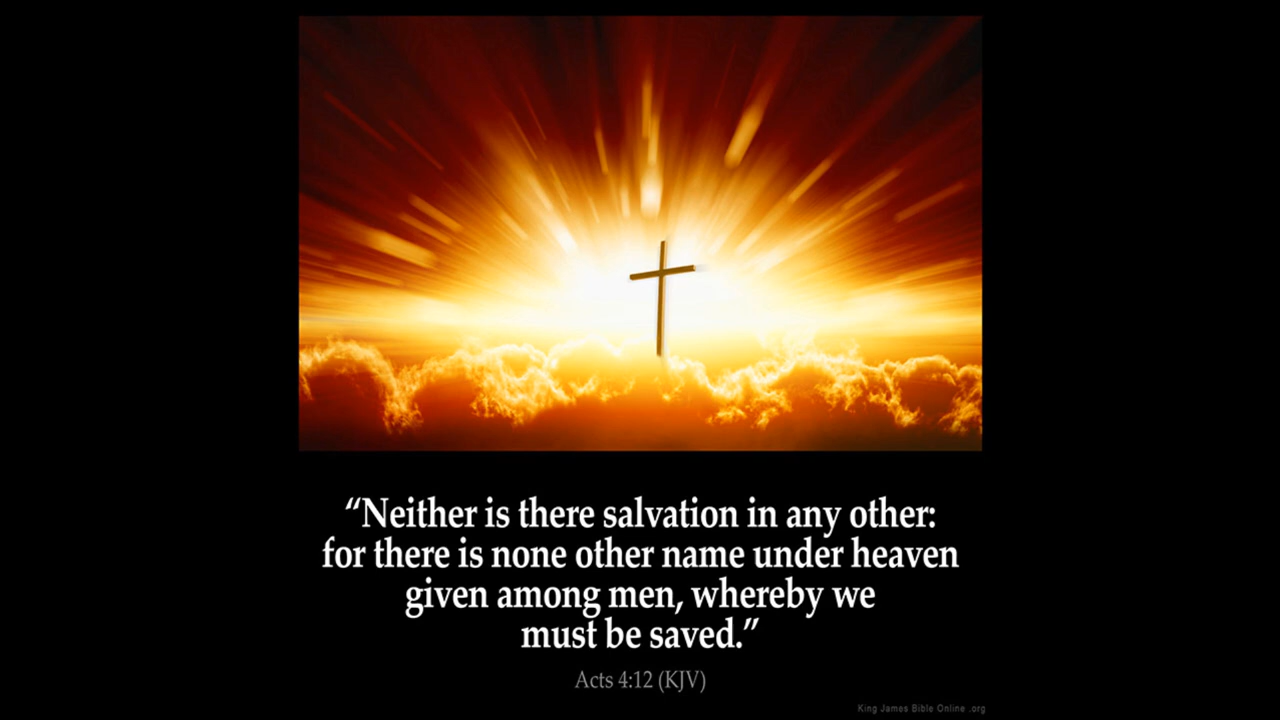 “Neither is there salvation in any other:
for there is none other name under heaven
given among men, whereby we
must be saved.”
Acts 4:12 (KJV)
King James Bible Online .org